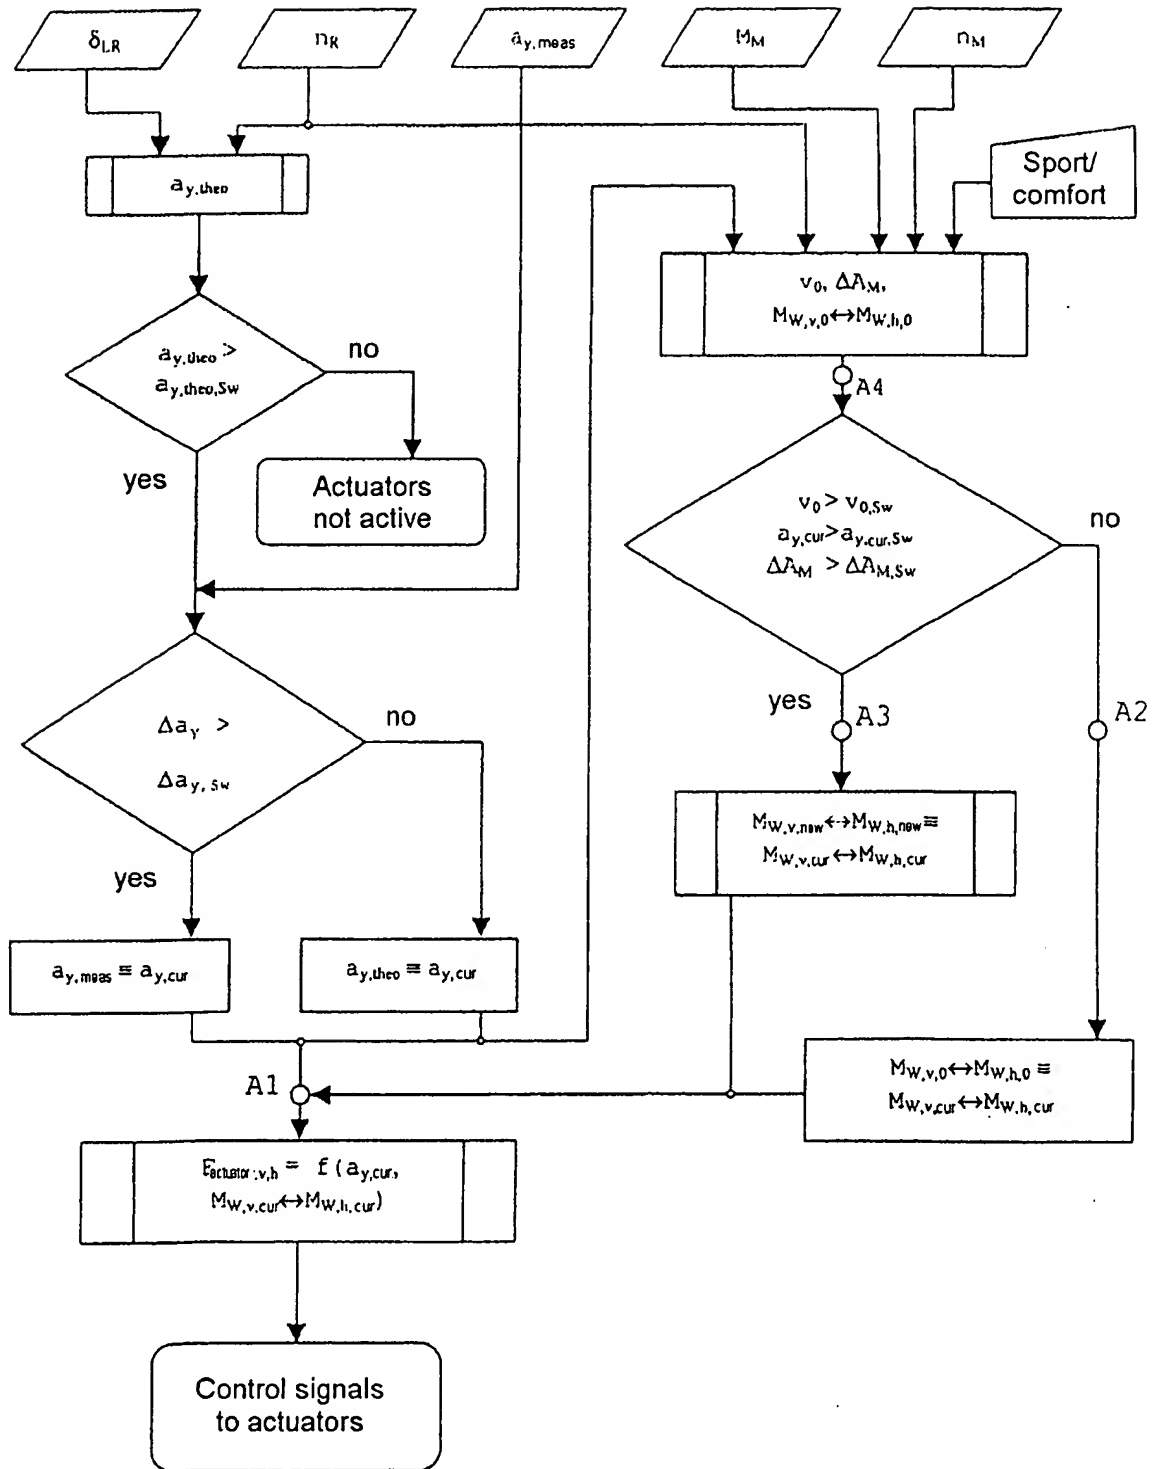 δLR
nR
ay,meas
MM
nM
Sport/
comfort
ay,theo
v0, ΔAM,
MW,v,0↔MW,h,0
A4
ay,theo >
ay,theo,Sw
no
yes
Actuators
not active
v0 > v0,Sw
ay,cur>ay,cur,Sw
ΔAM > ΔAM,Sw
no
yes
A3
A2
Δay >
Δay,Sw
no
yes
MW,v,new↔MW,h,new≡
MW,v,cur↔MW,h,cur
ay,meas ≡ ay,cur
ay,theo ≡ ay,cur
MW,v,0↔MW,h,0 ≡
MW,v,cur↔MW,h,cur
A1
Eactuator;v,h = f(ay,cur,
MW,v,cur↔MW,h,cur)
Control signals
to actuators